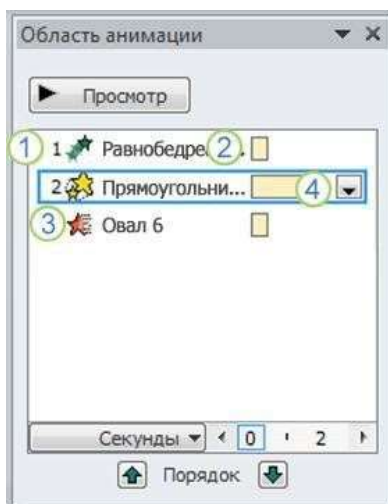 Область анимации
Просмотр
1 1 Равнобедре 2 .
2 Прямоугольни... 4
3 Овал 6
Секунды 0 2
Порядок